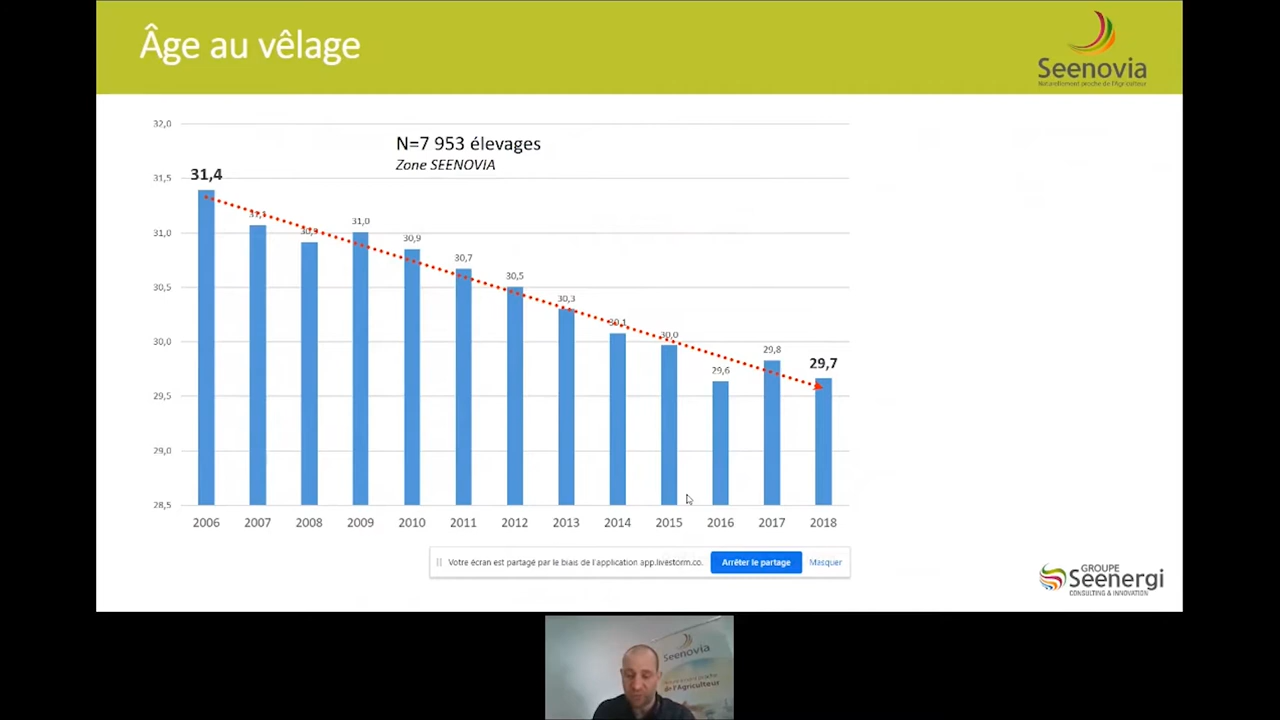 Âge au vêlage
Seenovia
Naturellement proche de l'Agriculteur
N=7 953 élevages
Zone SEENOVIA
32,0
31,5
31,0
30,5
30,0
29,5
29,0
28,5
31,4
31,1
30,9
31,0
30,9
30,7
30,5
30,3
30,1
30,0
29,6
29,8
29,7
2006 2007 2008 2009 2010 2011 2012 2013 2014 2015 2016 2017 2018
Votre écran est partagé par le biais de l'application app.livestorm.co.
Arrêter le partage
Masquer
GROUPE
Seenergi
CONSULTING & INNOVATION
Seenovia
de l'Agriculteur